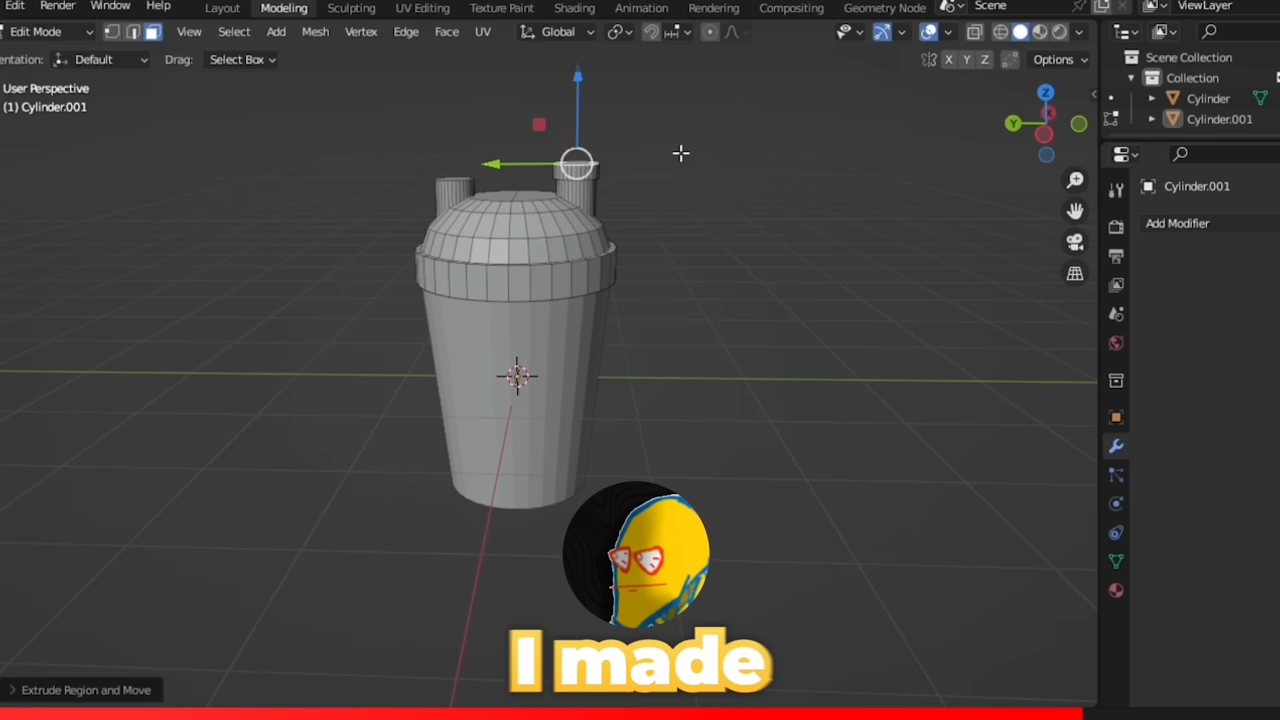 Edit Render Window Help Layout Modeling Sculpting UV Editing Texture Paint Shading Animation Rendering Compositing Geometry Node Scene ViewLayer
Edit Mode View Select Add Mesh Vertex Edge Face UV Global
entation: Default Drag: Select Box X Y Z Options
User Perspective
(1) Cylinder.001
Z
Y
Scene Collection
Collection
Cylinder
Cylinder.001
Cylinder.001
Add Modifier
I made
Extrude Region and Move